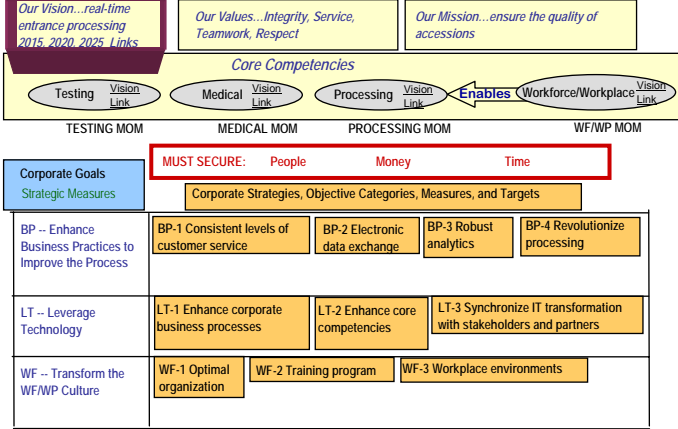 Our Vision...real-time
entrance processing
2015, 2020, 2025 Links
Our Values...Integrity, Service,
Teamwork, Respect
Our Mission...ensure the quality of
accessions
Core Competencies
Testing Vision
Link
Medical Vision
Link
Processing Vision
Link
Enables
Workforce/Workplace Vision
Link
TESTING MOM
MEDICAL MOM
PROCESSING MOM
WF/WP MOM
Corporate Goals
Strategic Measures
MUST SECURE: People Money Time
Corporate Strategies, Objective Categories, Measures, and Targets
BP -- Enhance
Business Practices to
Improve the Process
BP-1 Consistent levels of
customer service
BP-2 Electronic
data exchange
BP-3 Robust
analytics
BP-4 Revolutionize
processing
LT -- Leverage
Technology
LT-1 Enhance corporate
business processes
LT-2 Enhance core
competencies
LT-3 Synchronize IT transformation
with stakeholders and partners
WF -- Transform the
WF/WP Culture
WF-1 Optimal
organization
WF-2 Training program
WF-3 Workplace environments